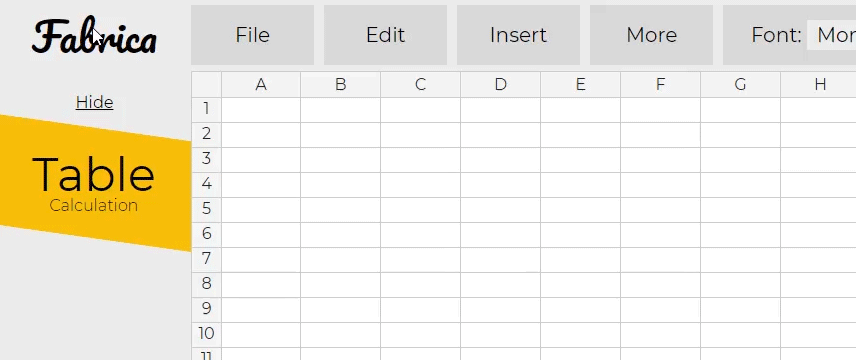 Fabrica
File Edit Insert More Font: Mor
Hide
Table
Calculation
A B C D E F G H
1
2
3
4
5
6
7
8
9
10
11